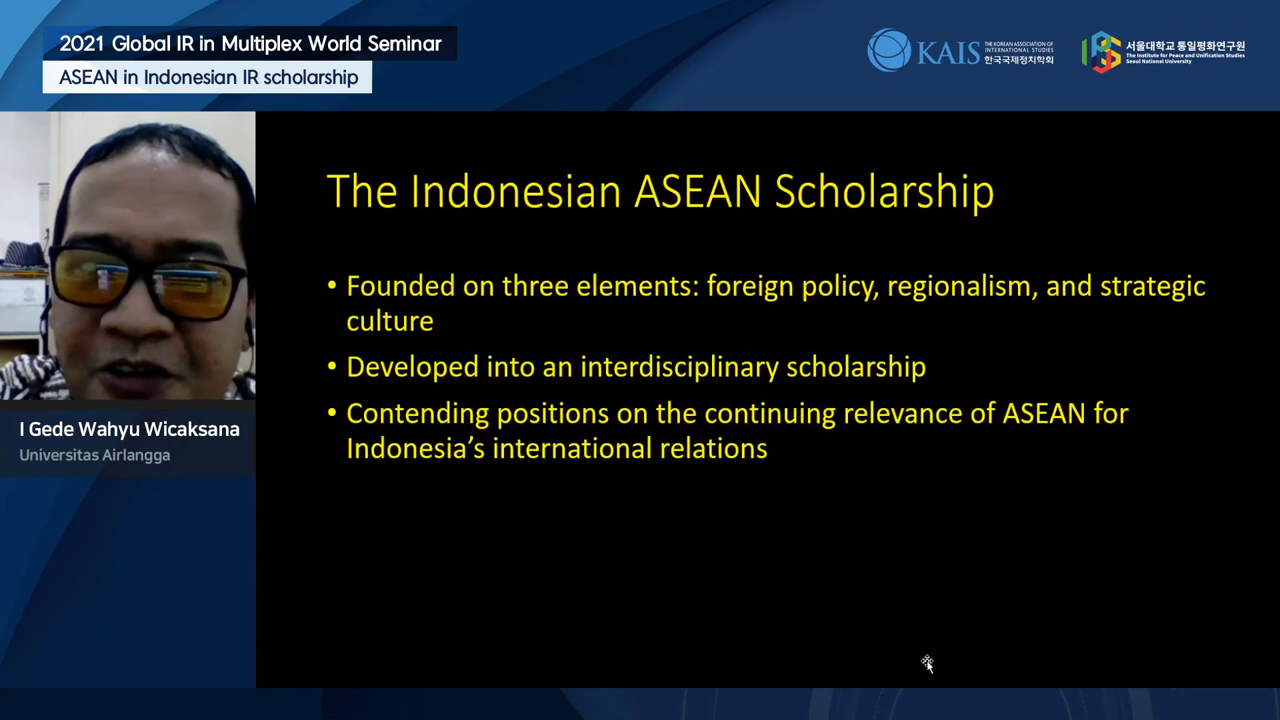 2021 Global IR in Multiplex World Seminar
ASEAN in Indonesian IR scholarship
KAIS
THE KOREAN ASSOCIATION OF
INTERNATIONAL STUDIES
한국국제정치학회
서울대학교 통일평화연구원
The Institute for Peace and Unification Studies
Seoul National University
The Indonesian ASEAN Scholarship
• Founded on three elements: foreign policy, regionalism, and strategic
culture
• Developed into an interdisciplinary scholarship
• Contending positions on the continuing relevance of ASEAN for
Indonesia’s international relations
I Gede Wahyu Wicaksana
Universitas Airlangga